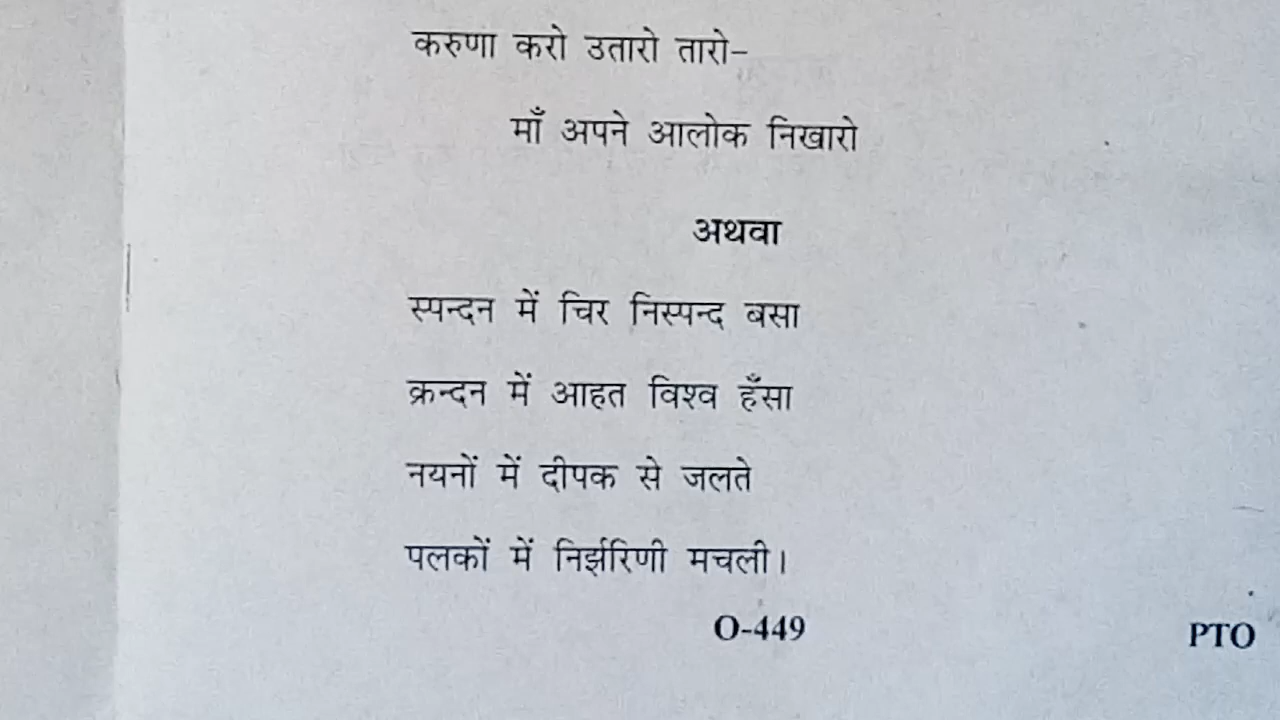 करुणा करो उतारो तारो–
माँ अपने आलोक निखारो
अथवा
स्पन्दन में चिर निस्पन्द बसा
क्रन्दन में आहत विश्व हँसा
नयनों में दीपक से जलते
पलकों में निर्झरिणी मचली।
O-449
PTO